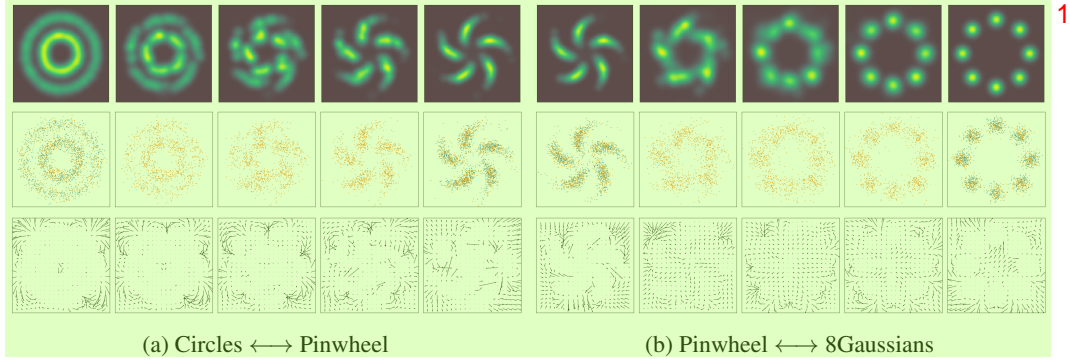 1
(a) Circles ⟷ Pinwheel
(b) Pinwheel ⟷ 8Gaussians